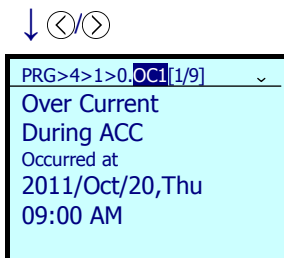 ↓ <​/>
PRG>4>1>0.OC1[1/9]
Over Current
During ACC
Occurred at
2011/Oct/20,Thu
09:00 AM